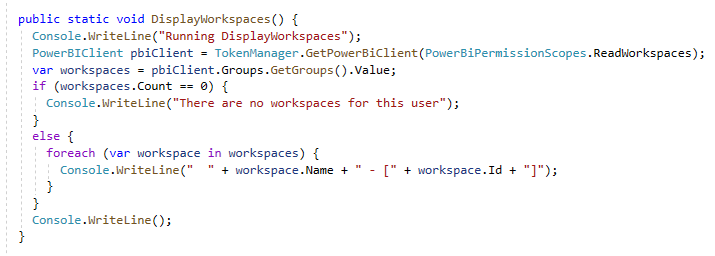 public static void DisplayWorkspaces() {
  Console.WriteLine("Running DisplayWorkspaces");
  PowerBIClient pbiClient = TokenManager.GetPowerBiClient(PowerBiPermissionScopes.ReadWorkspaces);
  var workspaces = pbiClient.Groups.GetGroups().Value;
  if (workspaces.Count == 0) {
    Console.WriteLine("There are no workspaces for this user");
  }
  else {
    foreach (var workspace in workspaces) {
      Console.WriteLine("  " + workspace.Name + " - [" + workspace.Id + "]");
    }
  }
  Console.WriteLine();
}